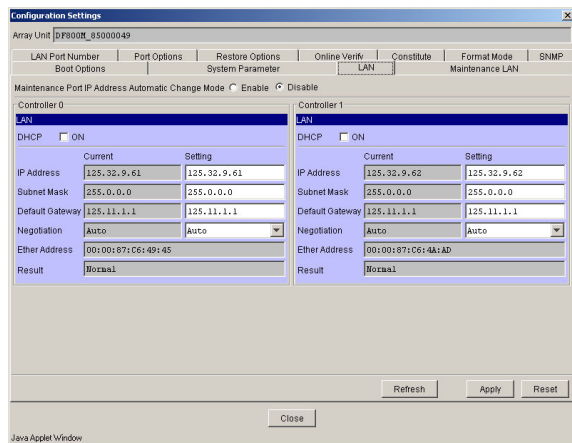 Configuration Settings
Array Unit DF800M_85000049
LAN Port Number Port Options Restore Options Online Verify Constitute Format Mode SNMP
Boot Options System Parameter LAN Maintenance LAN
Maintenance Port IP Address Automatic Change Mode Enable Disable
Controller 0
LAN
DHCP ON
Current Setting
IP Address 125.32.9.61 125.32.9.61
Subnet Mask 255.0.0.0 255.0.0.0
Default Gateway 125.11.1.1 125.11.1.1
Negotiation Auto Auto
Ether Address 00:00:87:C6:49:45
Result Normal
Controller 1
LAN
DHCP ON
Current Setting
IP Address 125.32.9.62 125.32.9.62
Subnet Mask 255.0.0.0 255.0.0.0
Default Gateway 125.11.1.1 125.11.1.1
Negotiation Auto Auto
Ether Address 00:00:87:C6:4A:AD
Result Normal
Refresh Apply Reset
Close
Java Applet Window